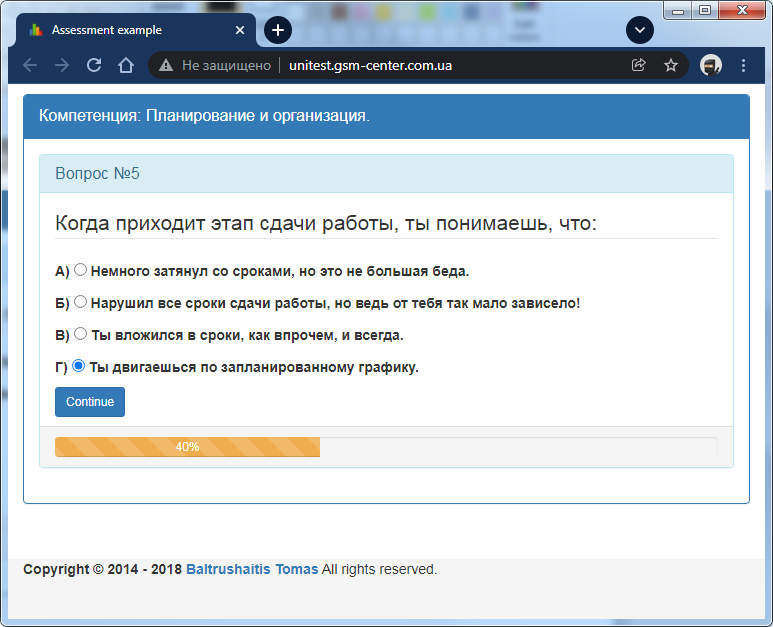 Assessment example
Не защищено unitest.gsm-center.com.ua
Компетенция: Планирование и организация.
Вопрос №5
Когда приходит этап сдачи работы, ты понимаешь, что:
А) Немного затянул со сроками, но это не большая беда.
Б) Нарушил все сроки сдачи работы, но ведь от тебя так мало зависело!
В) Ты вложился в сроки, как впрочем, и всегда.
Г) Ты двигаешься по запланированному графику.
Continue
40%
Copyright © 2014 - 2018 Baltrushaitis Tomas All rights reserved.